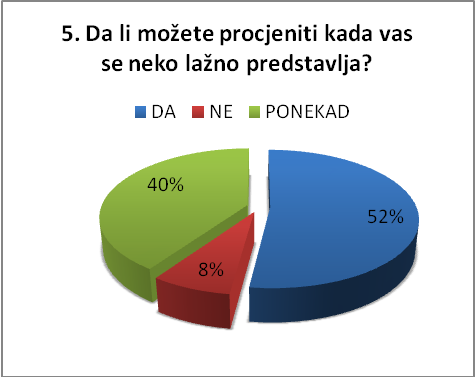 5. Da li možete procjeniti kada vas
se neko lažno predstavlja?
DA NE PONEKAD
40%
52%
8%